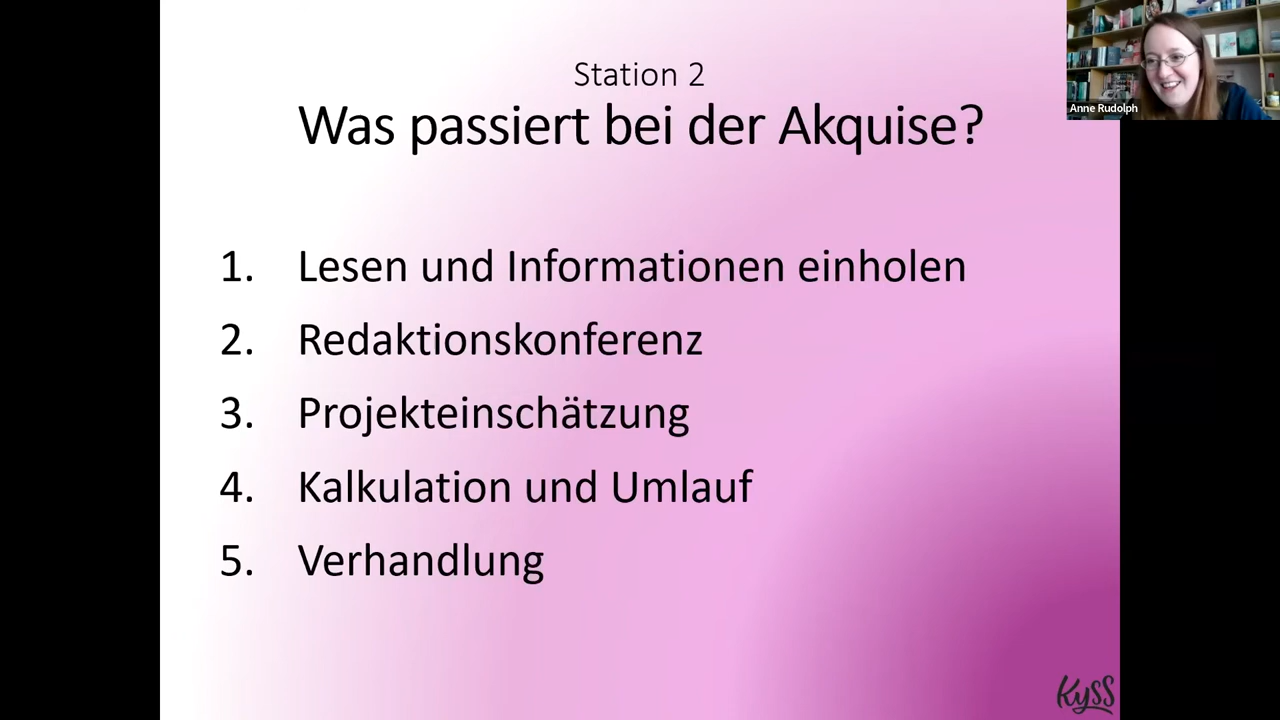 Station 2
Was passiert bei der Akquise?
1. Lesen und Informationen einholen
2. Redaktionskonferenz
3. Projekteinschätzung
4. Kalkulation und Umlauf
5. Verhandlung
Anne Rudolph
Kyss